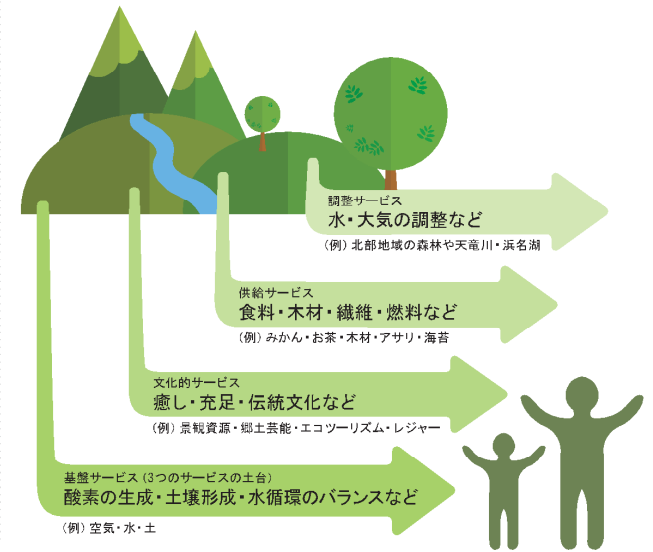 調整サービス
水・大気の調整など
（例）北部地域の森林や天竜川・浜名湖
供給サービス
食料・木材・繊維・燃料など
（例）みかん・お茶・木材・アサリ・海苔
文化的サービス
癒し・充足・伝統文化など
（例）景観資源・郷土芸能・エコツーリズム・レジャー
基盤サービス（3つのサービスの土台）
酸素の生成・土壌形成・水循環のバランスなど
（例）空気・水・土